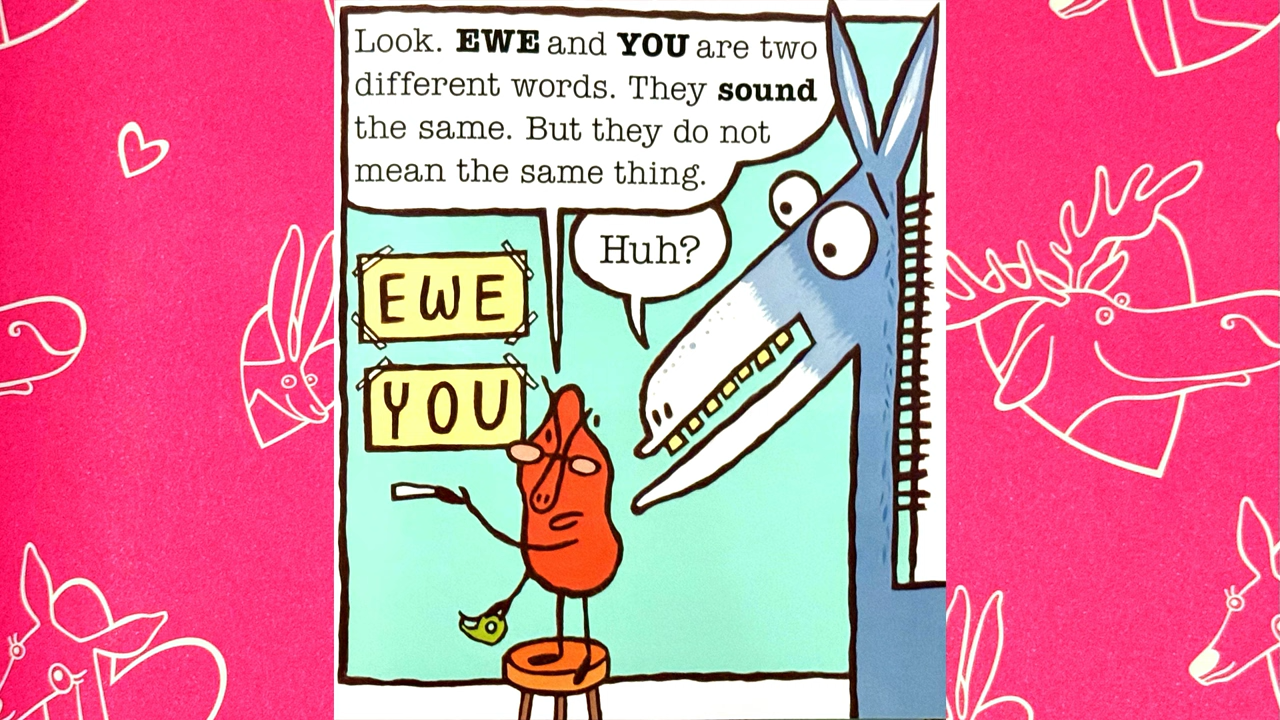 Look. EWE and YOU are two
different words. They sound
the same. But they do not
mean the same thing.
Huh?
EWE
YOU